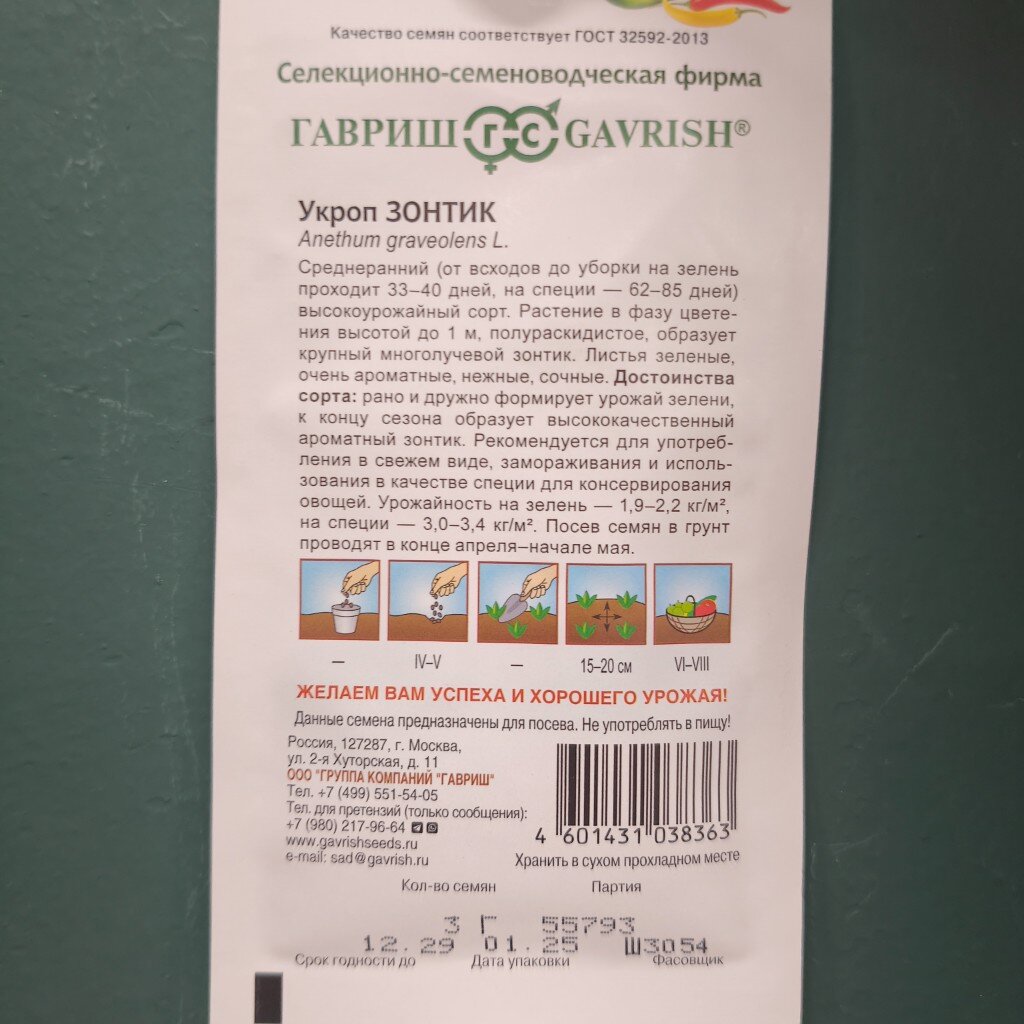 Качество семян соответствует ГОСТ 32592-2013
Селекционно-семеноводческая фирма
ГАВРИШ ГС GAVRISH®
Укроп ЗОНТИК
Anethum graveolens L.
Среднеранний (от всходов до уборки на зелень
проходит 33–40 дней, на специи — 62–85 дней)
высокоурожайный сорт. Растение в фазу цвете-
ния высотой до 1 м, полураскидистое, образует
крупный многолучевой зонтик. Листья зеленые,
очень ароматные, нежные, сочные. Достоинства
сорта: рано и дружно формирует урожай зелени,
к концу сезона образует высококачественный
ароматный зонтик. Рекомендуется для употреб-
ления в свежем виде, замораживания и исполь-
зования в качестве специи для консервирования
овощей. Урожайность на зелень — 1,9–2,2 кг/м²,
на специи — 3,0–3,4 кг/м². Посев семян в грунт
проводят в конце апреля–начале мая.
— IV–V — 15–20 см VI–VIII
ЖЕЛАЕМ ВАМ УСПЕХА И ХОРОШЕГО УРОЖАЯ!
Данные семена предназначены для посева. Не употреблять в пищу!
Россия, 127287, г. Москва,
ул. 2-я Хуторская, д. 11
ООО "ГРУППА КОМПАНИЙ "ГАВРИШ"
Тел. +7 (499) 551-54-05
Тел. для претензий (только сообщения):
+7 (980) 217-96-64
www.gavrishseeds.ru
e-mail: sad@gavrish.ru
4 601431 038363
Хранить в сухом прохладном месте
Кол-во семян Партия
3 Г 55793
12.29 01.25 Ш3054
Срок годности до Дата упаковки Фасовщик